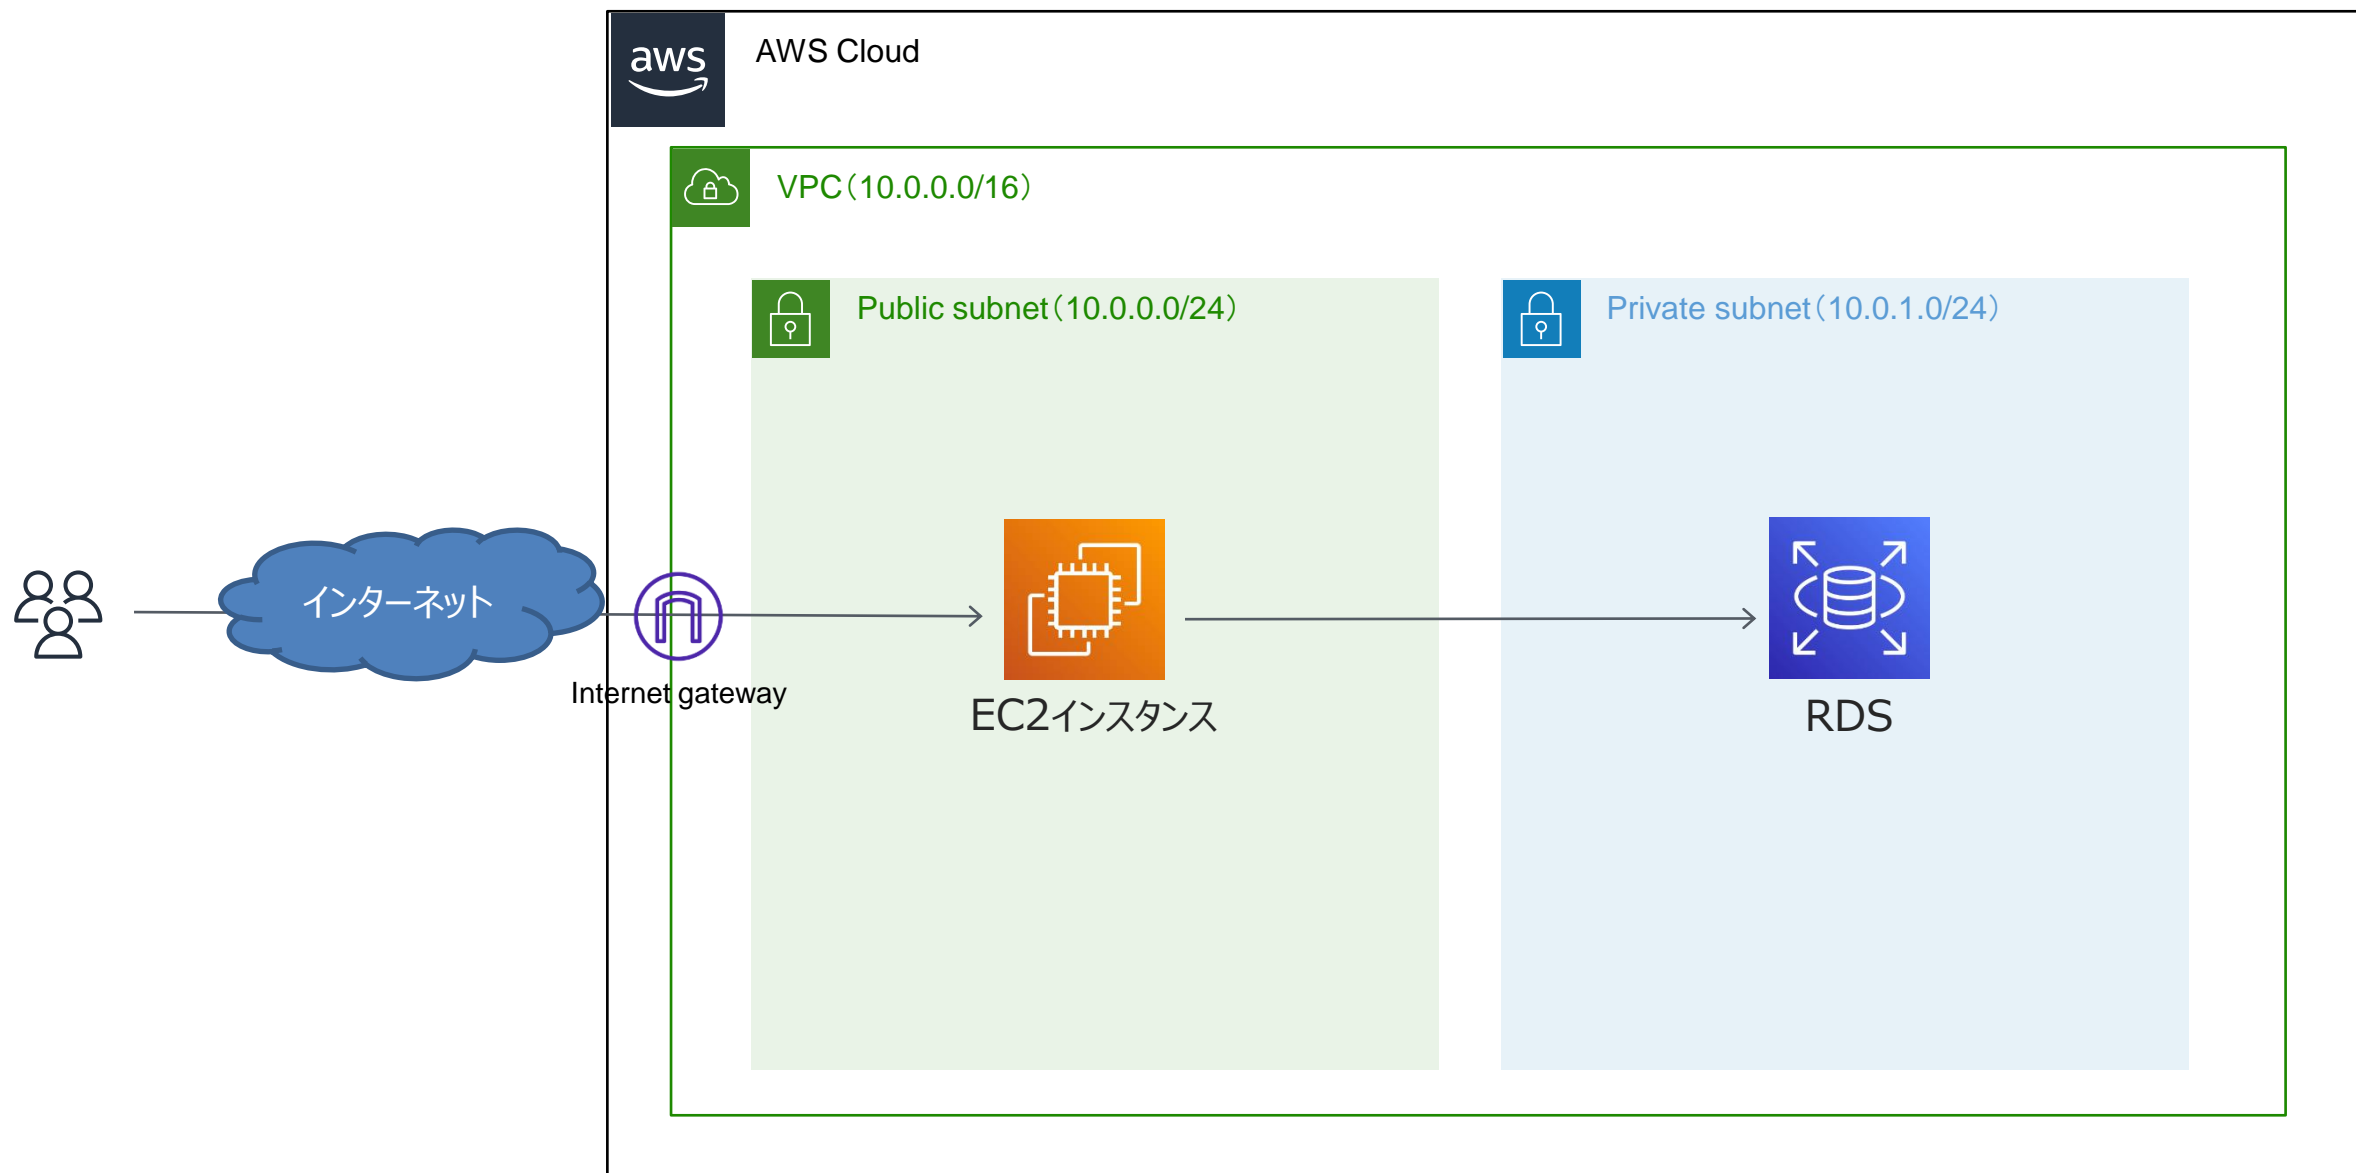 aws
AWS Cloud
VPC（10.0.0.0/16）
Public subnet（10.0.0.0/24）
Private subnet（10.0.1.0/24）
インターネット
Internet gateway
EC2インスタンス
RDS